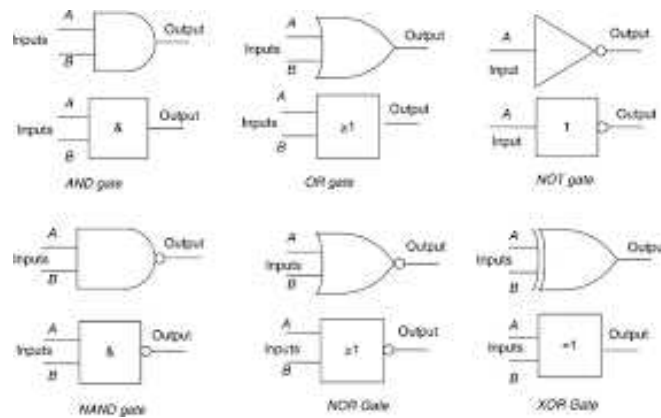 A Output A Output A Output
Inputs Inputs
B B Input
A Output A Output A Output
Inputs & Inputs ≥1 1
B B Input
AND gate OR gate NOT gate
A Output A Output A Output
Inputs Inputs Inputs
B B B
A Output A Output A Output
Inputs & Inputs ≥1 Inputs =1
B B B
NAND gate NOR Gate XOR Gate